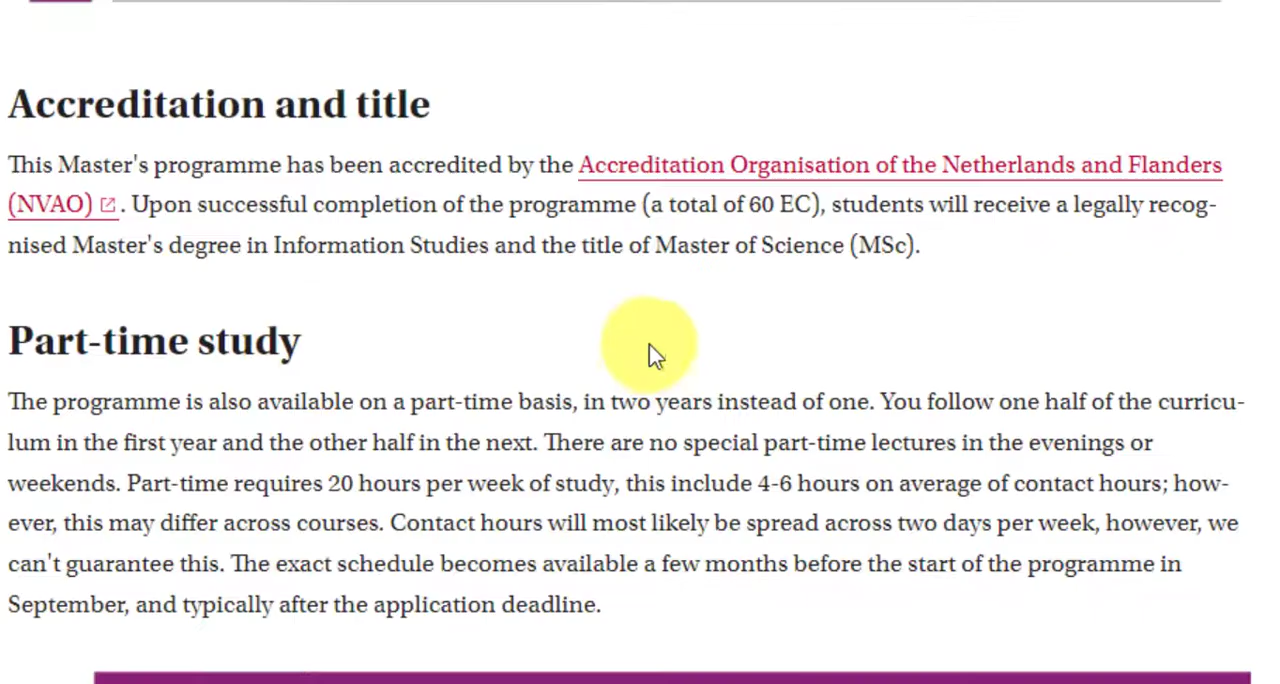 Accreditation and title
This Master's programme has been accredited by the Accreditation Organisation of the Netherlands and Flanders
(NVAO). Upon successful completion of the programme (a total of 60 EC), students will receive a legally recog-
nised Master's degree in Information Studies and the title of Master of Science (MSc).
Part-time study
The programme is also available on a part-time basis, in two years instead of one. You follow one half of the curricu-
lum in the first year and the other half in the next. There are no special part-time lectures in the evenings or
weekends. Part-time requires 20 hours per week of study, this include 4-6 hours on average of contact hours; how-
ever, this may differ across courses. Contact hours will most likely be spread across two days per week, however, we
can't guarantee this. The exact schedule becomes available a few months before the start of the programme in
September, and typically after the application deadline.